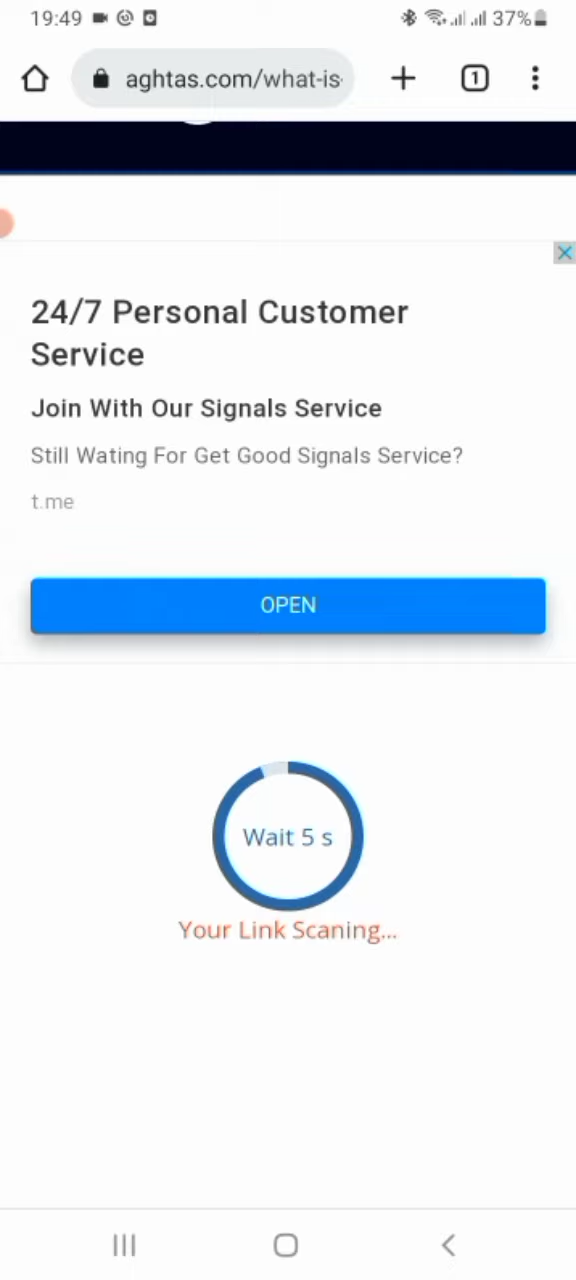 19:49 37%
aghtas.com/what-is-
1
24/7 Personal Customer
Service
Join With Our Signals Service
Still Wating For Get Good Signals Service?
t.me
OPEN
Wait 5 s
Your Link Scaning...